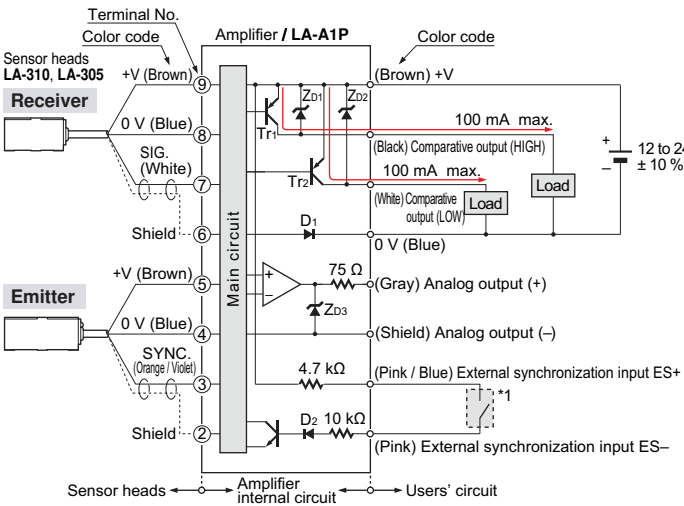 Terminal No.
Color code
Amplifier / LA-A1P
Color code
Sensor heads
LA-310, LA-305
+V (Brown)
9
(Brown) +V
Receiver
ZD1
ZD2
100 mA max.
0 V (Blue)
8
Tr1
(Black) Comparative output (HIGH)
+
12 to 24
–
± 10 %
SIG.
(White)
7
Tr2
100 mA max.
(White) Comparative
output (LOW)
Load
Load
Shield
6
D1
0 V (Blue)
Main circuit
+V (Brown)
5
+
–
75 Ω
(Gray) Analog output (+)
Emitter
ZD3
0 V (Blue)
4
(Shield) Analog output (–)
SYNC.
(Orange / Violet)
3
4.7 kΩ
(Pink / Blue) External synchronization input ES+
*1
Shield
2
D2
10 kΩ
(Pink) External synchronization input ES–
Sensor heads
Amplifier
internal circuit
Users' circuit